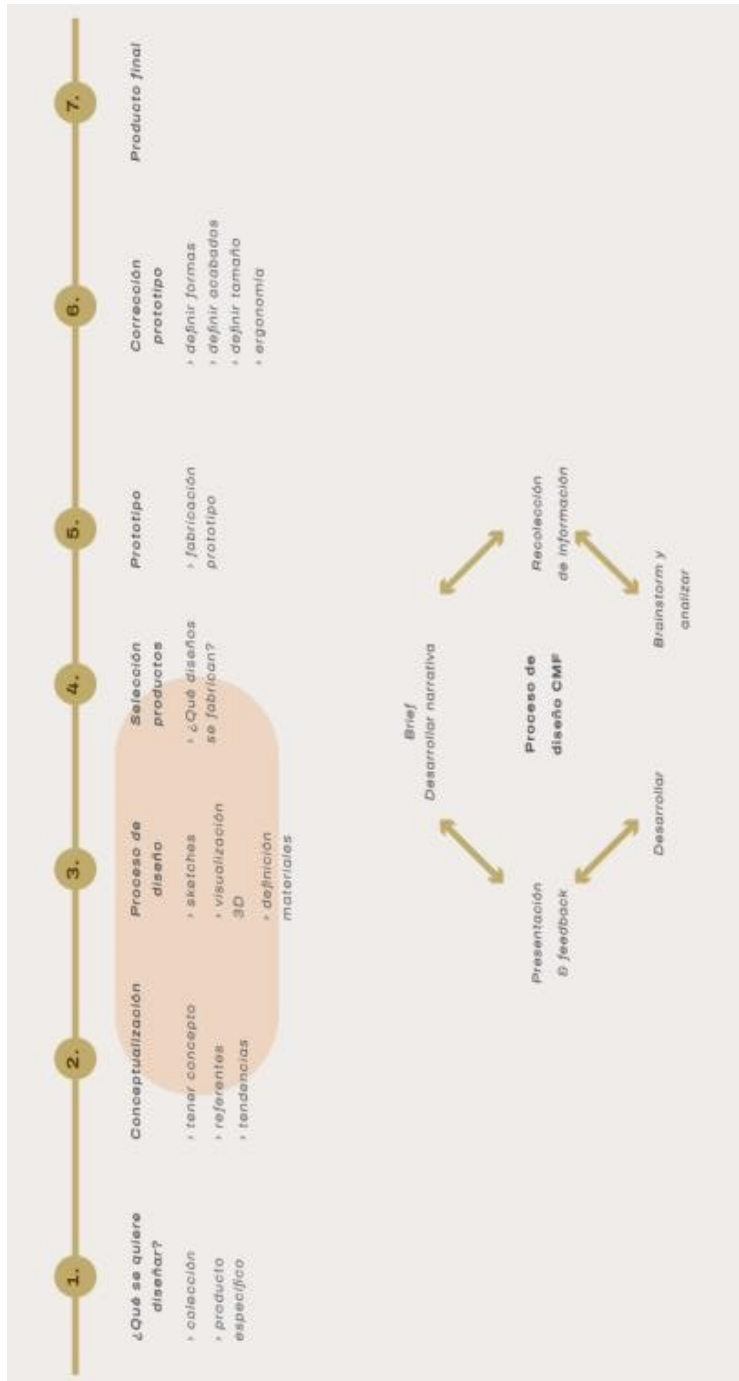 1.
¿Qué se quiere
diseñar?
› colección
› producto
específico
2.
Conceptualización
› tener concepto
› referentes
› tendencias
3.
Proceso de
diseño
› sketches
› visualización
3D
› definición
materiales
4.
Selección
productos
› ¿Qué diseños
se fabrican?
5.
Prototipo
› fabricación
prototipo
6.
Corrección
prototipo
› definir formas
› definir acabados
› definir tamaño
› ergonomía
7.
Producto final
Brief
Desarrollar narrativa
Recolección
de información
Brainstorm y
analizar
Desarrollar
Presentación
& feedback
Proceso de
diseño CMF